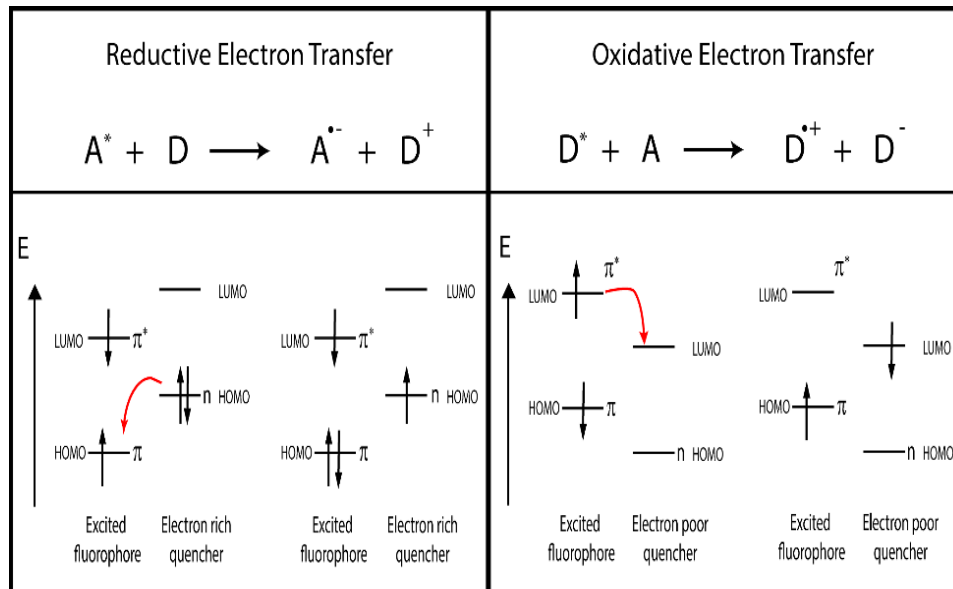 Reductive Electron Transfer
A* + D ⟶ A•- + D+
E
LUMO
LUMO π*
n HOMO
HOMO π
Excited fluorophore
Electron rich quencher
LUMO
LUMO π*
n HOMO
HOMO π
Excited fluorophore
Electron rich quencher
Oxidative Electron Transfer
D* + A ⟶ D•+ + D-
E
π*
LUMO
LUMO
HOMO π
n HOMO
Excited fluorophore
Electron poor quencher
π*
LUMO
LUMO
HOMO π
n HOMO
Excited fluorophore
Electron poor quencher